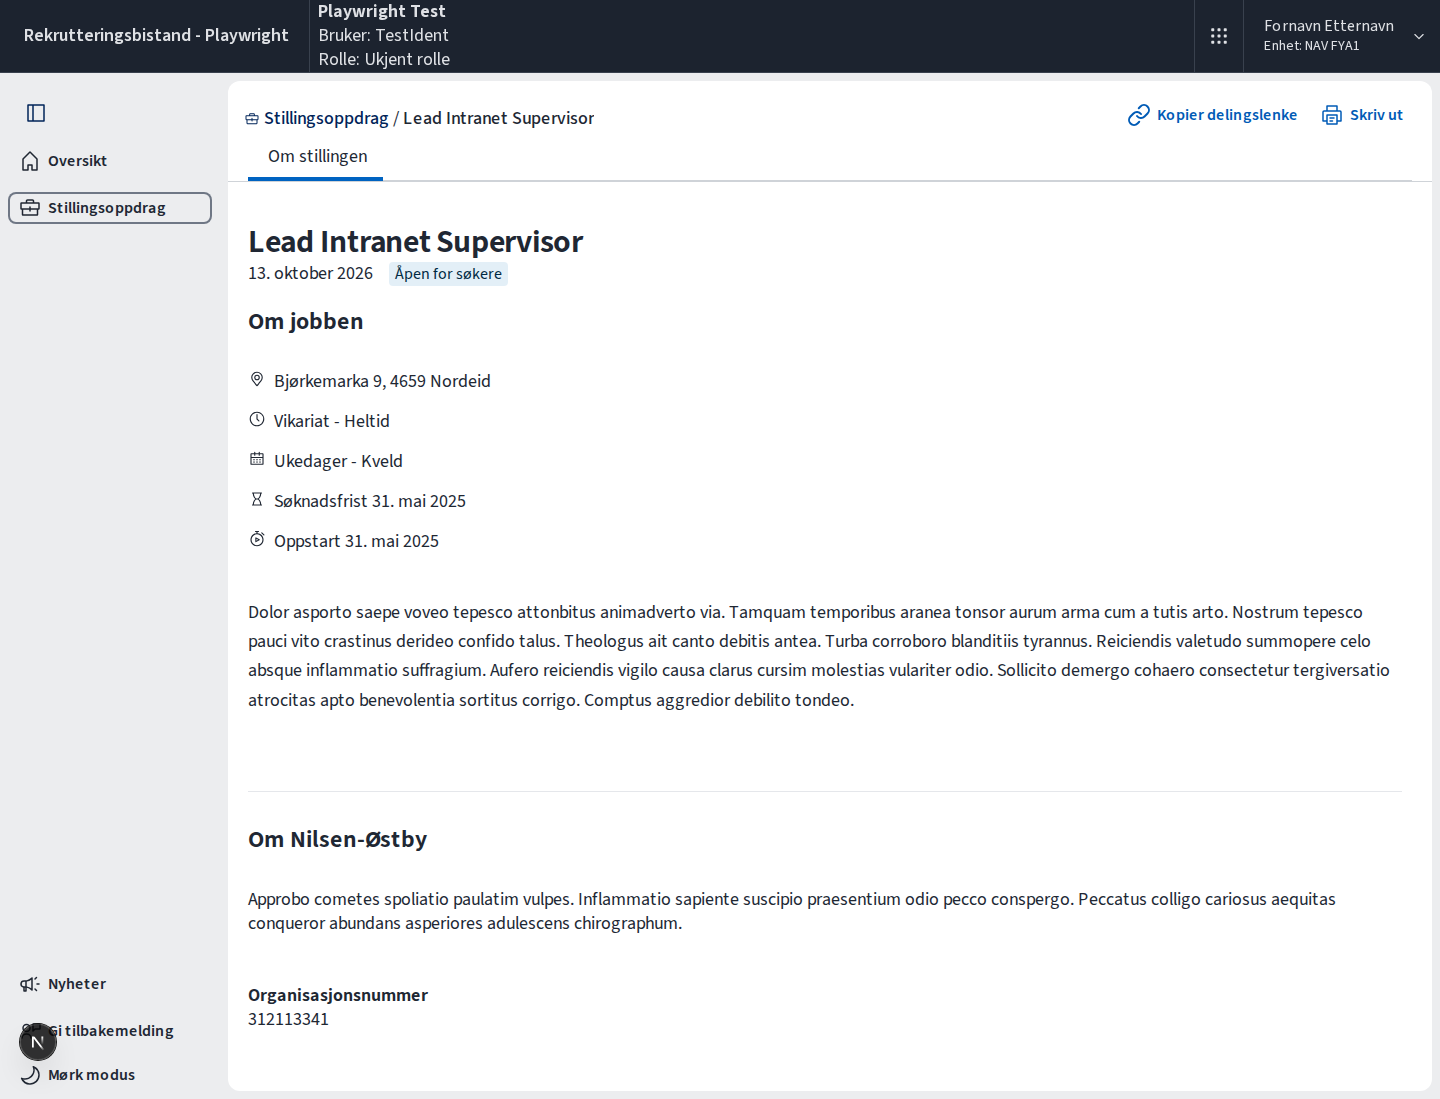 Rekrutteringsbistand - Playwright
Playwright Test
Bruker: TestIdent
Rolle: Ukjent rolle
Fornavn Etternavn
Enhet: NAV FYA1
Oversikt
Stillingsoppdrag
Stillingsoppdrag / Lead Intranet Supervisor
Kopier delingslenke
Skriv ut
Om stillingen
Lead Intranet Supervisor
13. oktober 2026
Åpen for søkere
Om jobben
Bjørkemarka 9, 4659 Nordeid
Vikariat - Heltid
Ukedager - Kveld
Søknadsfrist 31. mai 2025
Oppstart 31. mai 2025
Dolor asporto saepe voveo tepesco attonbitus animadverto via. Tamquam temporibus aranea tonsor aurum arma cum a tutis arto. Nostrum tepesco
pauci vito crastinus derideo confido talus. Theologus ait canto debitis antea. Turba corroboro blanditiis tyrannus. Reiciendis valetudo summopere celo
absque inflammatio suffragium. Aufero reiciendis vigilo causa clarus cursim molestias vulariter odio. Sollicito demergo cohaero consectetur tergiversatio
atrocitas apto benevolentia sortitus corrigo. Comptus aggredior debilito tondeo.
Om Nilsen-Østby
Approbo cometes spoliatio paulatim vulpes. Inflammatio sapiente suscipio praesentium odio pecco conspergo. Peccatus colligo cariosus aequitas
conqueror abundans asperiores adulescens chirographum.
Organisasjonsnummer
312113341
Nyheter
Gi tilbakemelding
N
Mørk modus